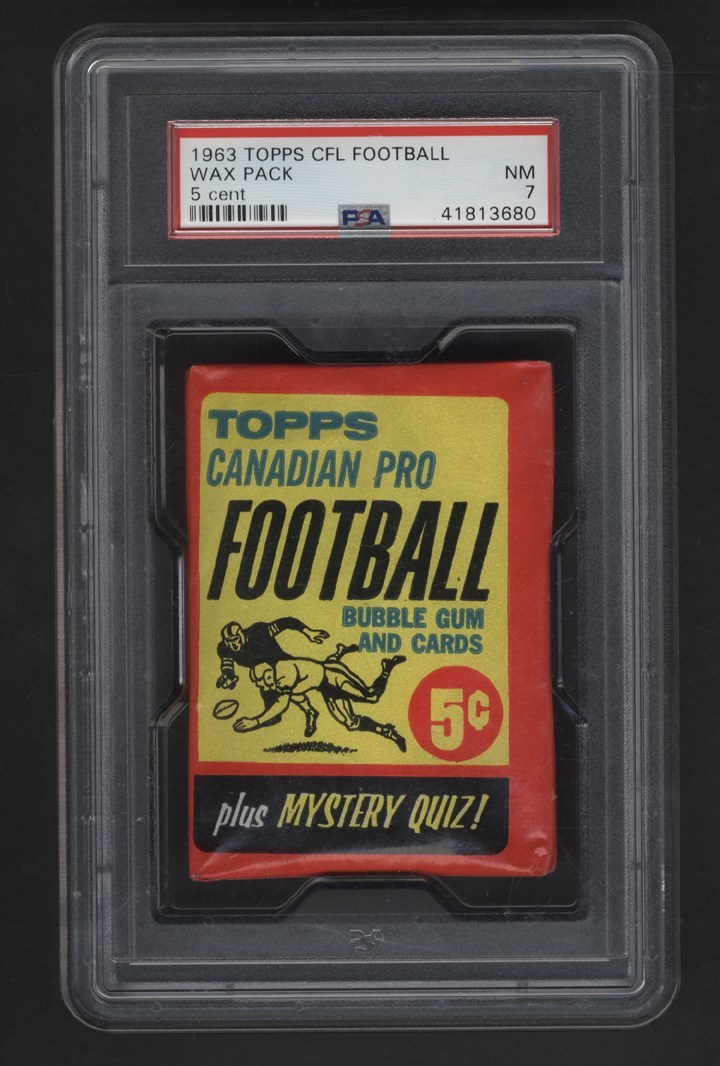 1963 TOPPS CFL FOOTBALL
WAX PACK NM
5 cent 7
PSA 41813680
TOPPS
CANADIAN PRO
FOOTBALL
BUBBLE GUM
AND CARDS
5¢
plus MYSTERY QUIZ!
PSA